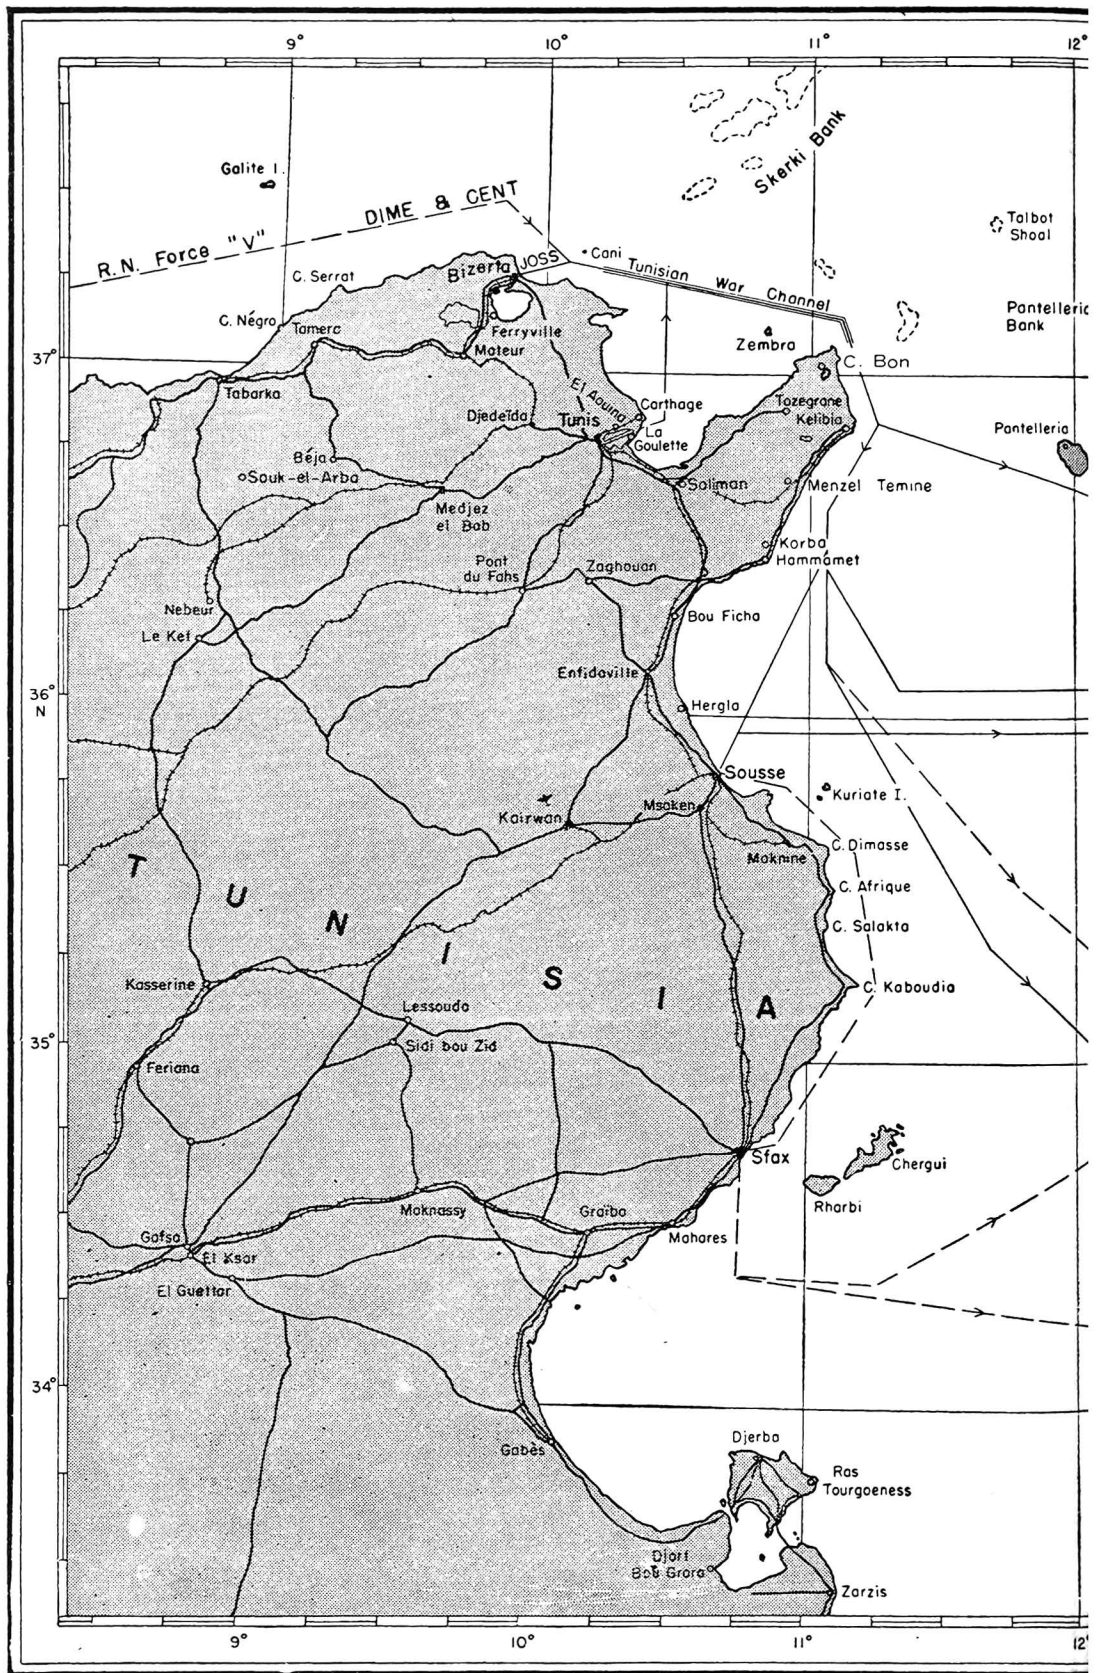 9°
10°
11°
12°
Skerki Bank
Galite I.
DIME & CENT
R.N. Force "V"
Talbot
Shoal
Cani
JOSS
Bizerta
Tunisian War Channel
C. Serrat
Pantelleric
Bank
C. Négro
Tamera
Ferryville
Zembra
37°
Mateur
C. Bon
Tabarka
El Aouina
Carthage
Tozegrane
Djedeïda
Tunis
La
Goulette
Kelibia
Pantelleria
Béja
Souk-el-Arba
Soliman
Menzel Temine
Medjez
el Bab
Korba
Hammamet
Pont
du Fahs
Zaghouan
Nebeur
Bou Ficha
Le Kef
Enfidaville
36°
N
Hergla
Sousse
Kuriate I.
Msaken
Kairwan
C. Dimasse
Moknine
C. Afrique
TUNISIA
C. Salakta
Kasserine
C. Kaboudia
Lessouda
35°
Sidi bou Zid
Feriana
Sfax
Chergui
Rharbi
Maknassy
Graïba
Mahares
Gafsa
El Ksar
El Guettar
34°
Gabès
Djerba
Ras
Tourgoeness
Djorf
Bou Grara
Zarzis
9°
10°
11°
12